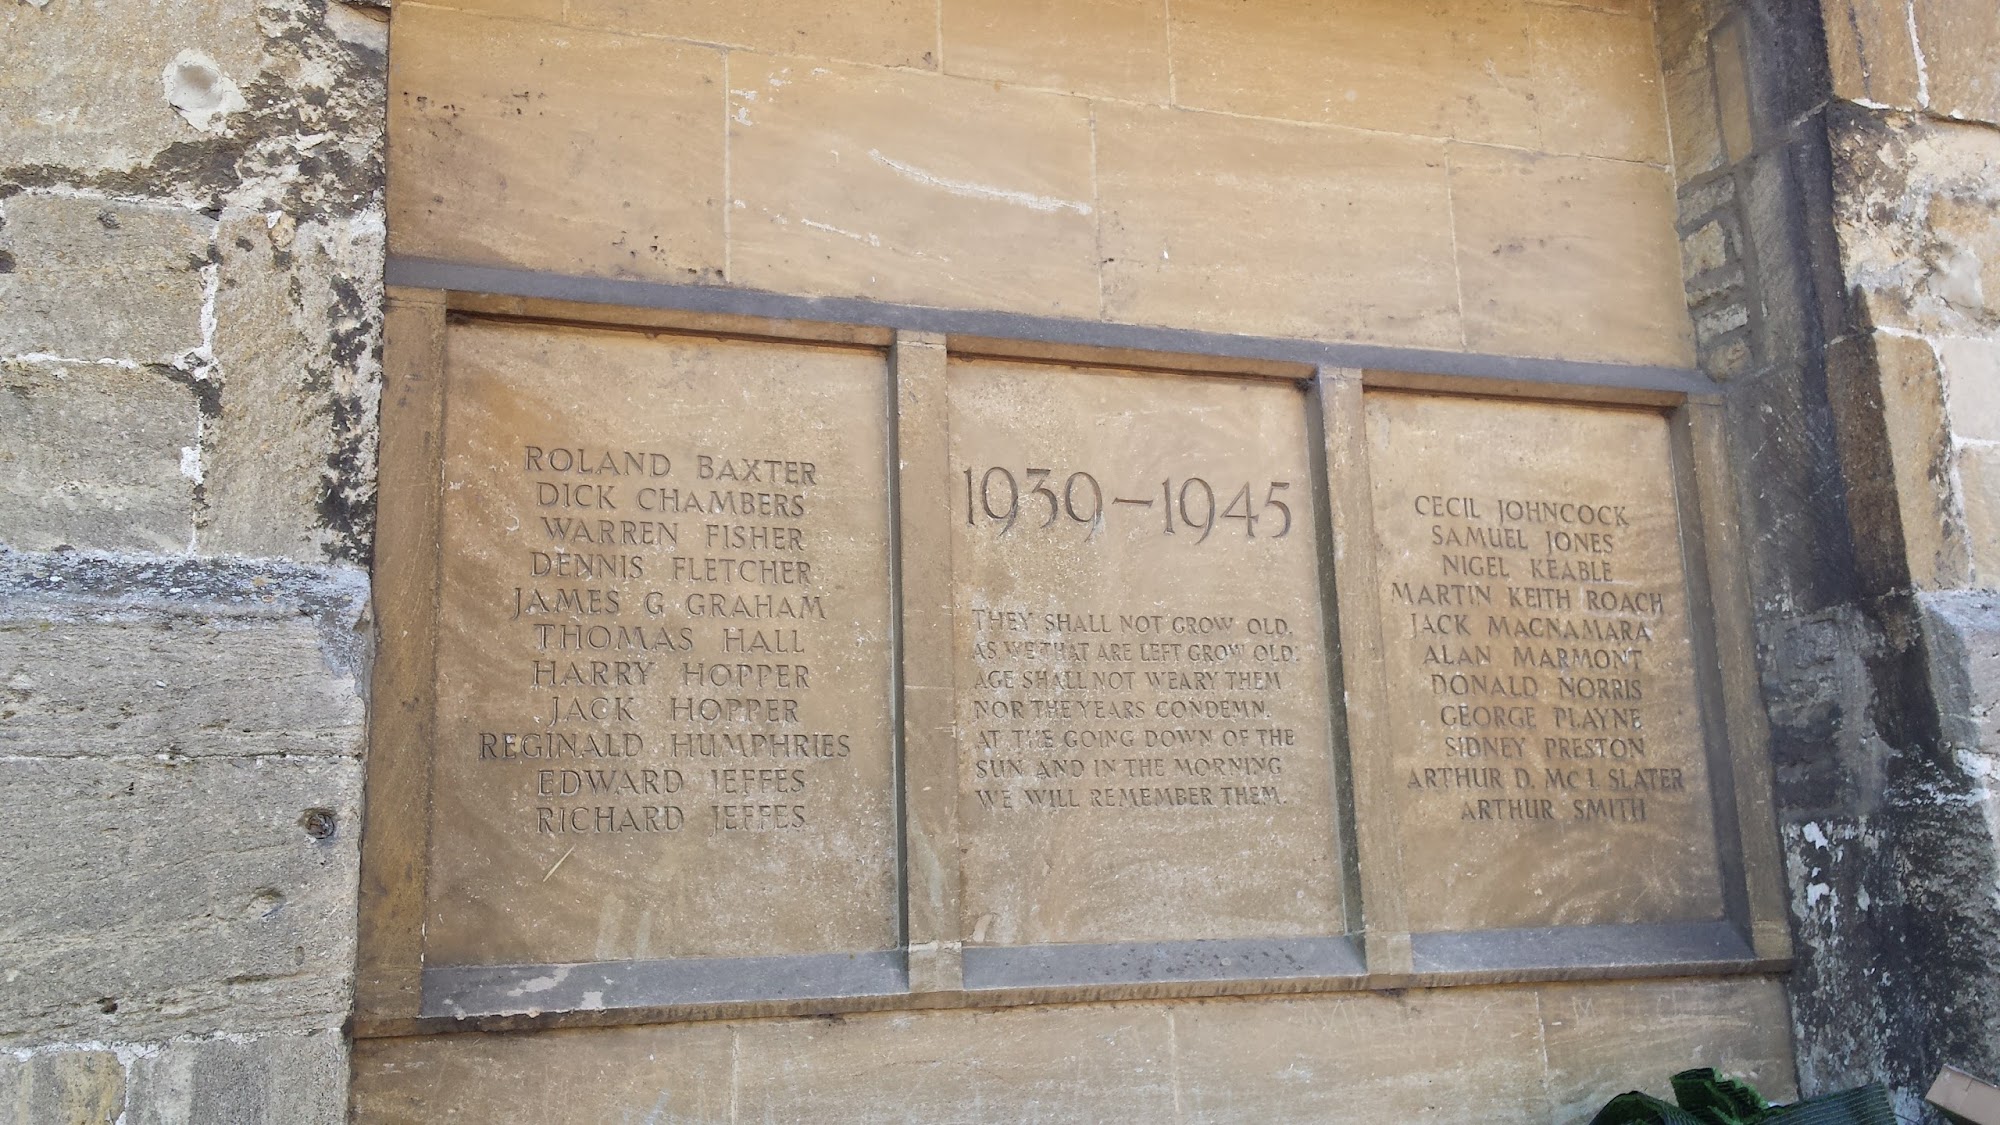 ROLAND BAXTER
DICK CHAMBERS
WARREN FISHER
DENNIS FLETCHER
JAMES G GRAHAM
THOMAS HALL
HARRY HOPPER
JACK HOPPER
REGINALD HUMPHRIES
EDWARD JEFFES
RICHARD JEFFES
1939-1945
THEY SHALL NOT GROW OLD,
AS WE THAT ARE LEFT GROW OLD:
AGE SHALL NOT WEARY THEM
NOR THE YEARS CONDEMN.
AT THE GOING DOWN OF THE
SUN AND IN THE MORNING
WE WILL REMEMBER THEM.
CECIL JOHNCOCK
SAMUEL JONES
NIGEL KEABLE
MARTIN KEITH ROACH
JACK MACNAMARA
ALAN MARMONT
DONALD NORRIS
GEORGE PLAYNE
SIDNEY PRESTON
ARTHUR D. MC I. SLATER
ARTHUR SMITH